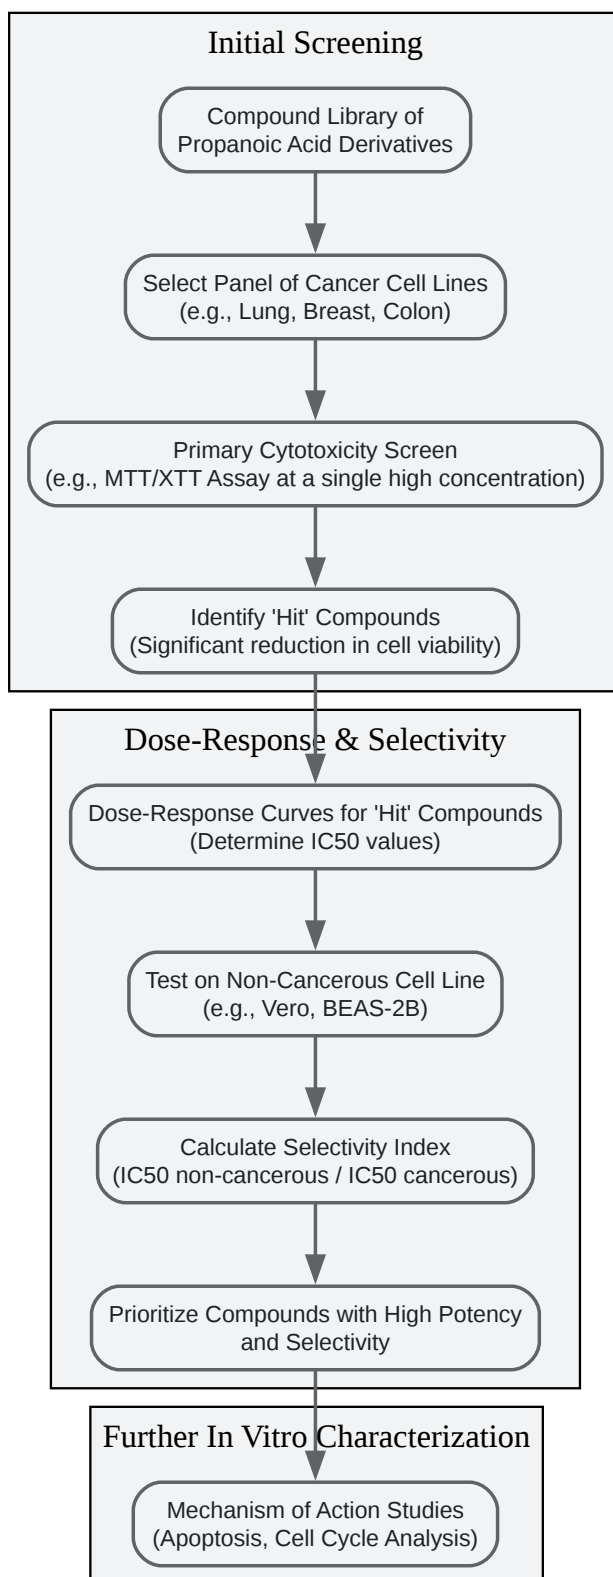 Initial Screening
Compound Library of
Propanoic Acid Derivatives
Select Panel of Cancer Cell Lines
(e.g., Lung, Breast, Colon)
Primary Cytotoxicity Screen
(e.g., MTT/XTT Assay at a single high concentration)
Identify 'Hit' Compounds
(Significant reduction in cell viability)
Dose-Response & Selectivity
Dose-Response Curves for 'Hit' Compounds
(Determine IC50 values)
Test on Non-Cancerous Cell Line
(e.g., Vero, BEAS-2B)
Calculate Selectivity Index
(IC50 non-cancerous / IC50 cancerous)
Prioritize Compounds with High Potency
and Selectivity
Further In Vitro Characterization
Mechanism of Action Studies
(Apoptosis, Cell Cycle Analysis)